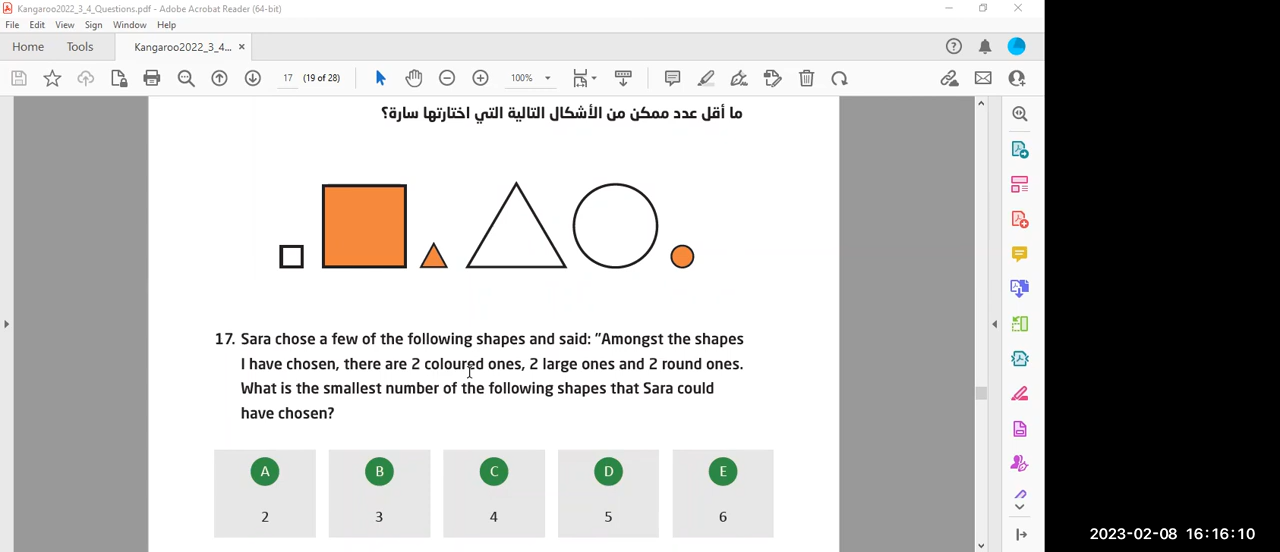 Kangaroo2022_3_4_Questions.pdf - Adobe Acrobat Reader (64-bit)
File Edit View Sign Window Help
Home Tools Kangaroo2022_3_4... ×
17 (19 of 28) 100%
ما أقل عدد ممكن من الأشكال التالية التي اختارتها سارة؟
17. Sara chose a few of the following shapes and said: "Amongst the shapes
I have chosen, there are 2 coloured ones, 2 large ones and 2 round ones.
What is the smallest number of the following shapes that Sara could
have chosen?
A B C D E
2 3 4 5 6
2023-02-08 16:16:10